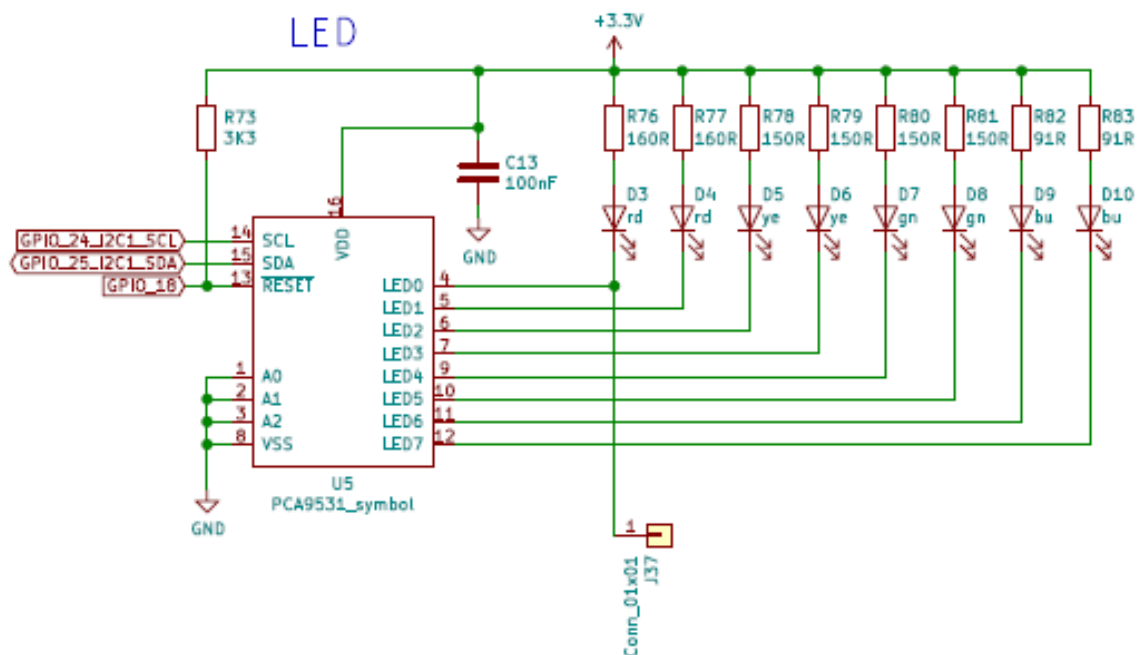 LED
+3.3V
R73
3K3
R76
160R
R77
160R
R78
150R
R79
150R
R80
150R
R81
150R
R82
91R
R83
91R
C13
100nF
GND
D3
rd
D4
rd
D5
ye
D6
ye
D7
gn
D8
gn
D9
bu
D10
bu
16
VDD
GPIO_24_I2C1_SCL 14 SCL
GPIO_25_I2C1_SDA 15 SDA
GPIO_18 13 RESET
LED0 4
LED1 5
LED2 6
LED3 7
1 A0 LED4 9
2 A1 LED5 10
3 A2 LED6 11
8 VSS LED7 12
U5
PCA9531_symbol
GND
1
J37
Conn_01x01